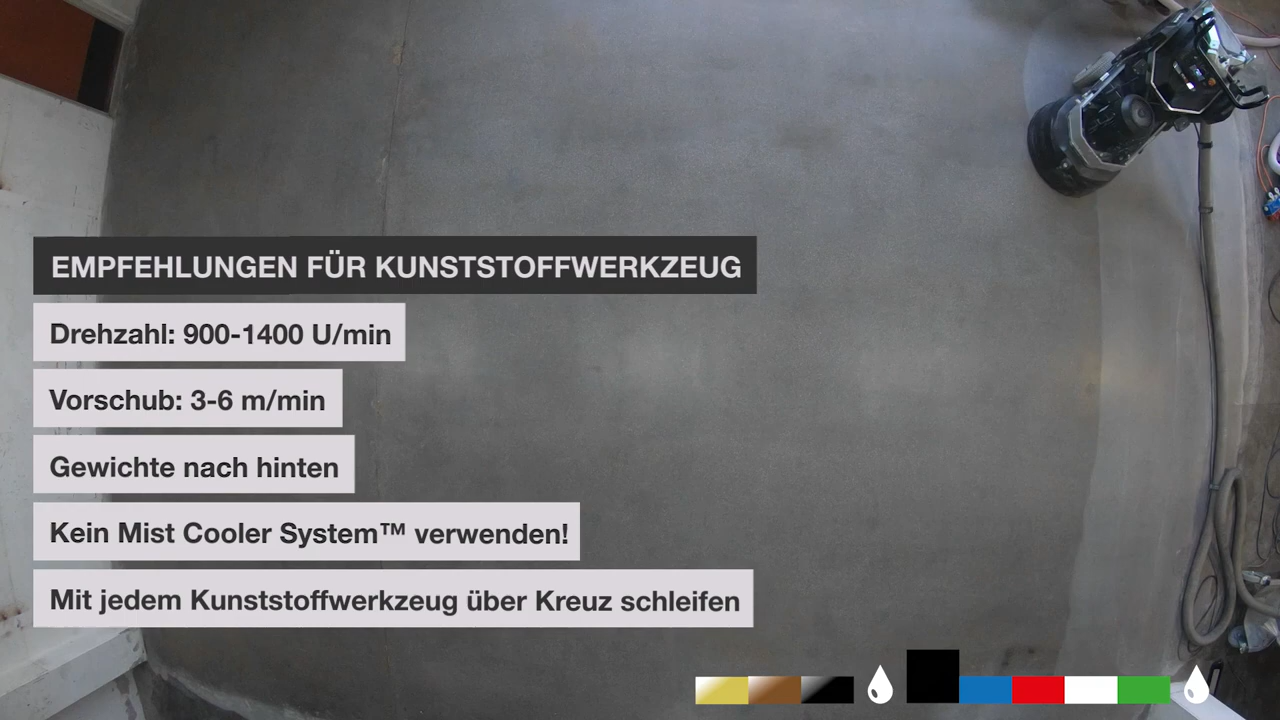 EMPFEHLUNGEN FÜR KUNSTSTOFFWERKZEUG
Drehzahl: 900-1400 U/min
Vorschub: 3-6 m/min
Gewichte nach hinten
Kein Mist Cooler System™ verwenden!
Mit jedem Kunststoffwerkzeug über Kreuz schleifen